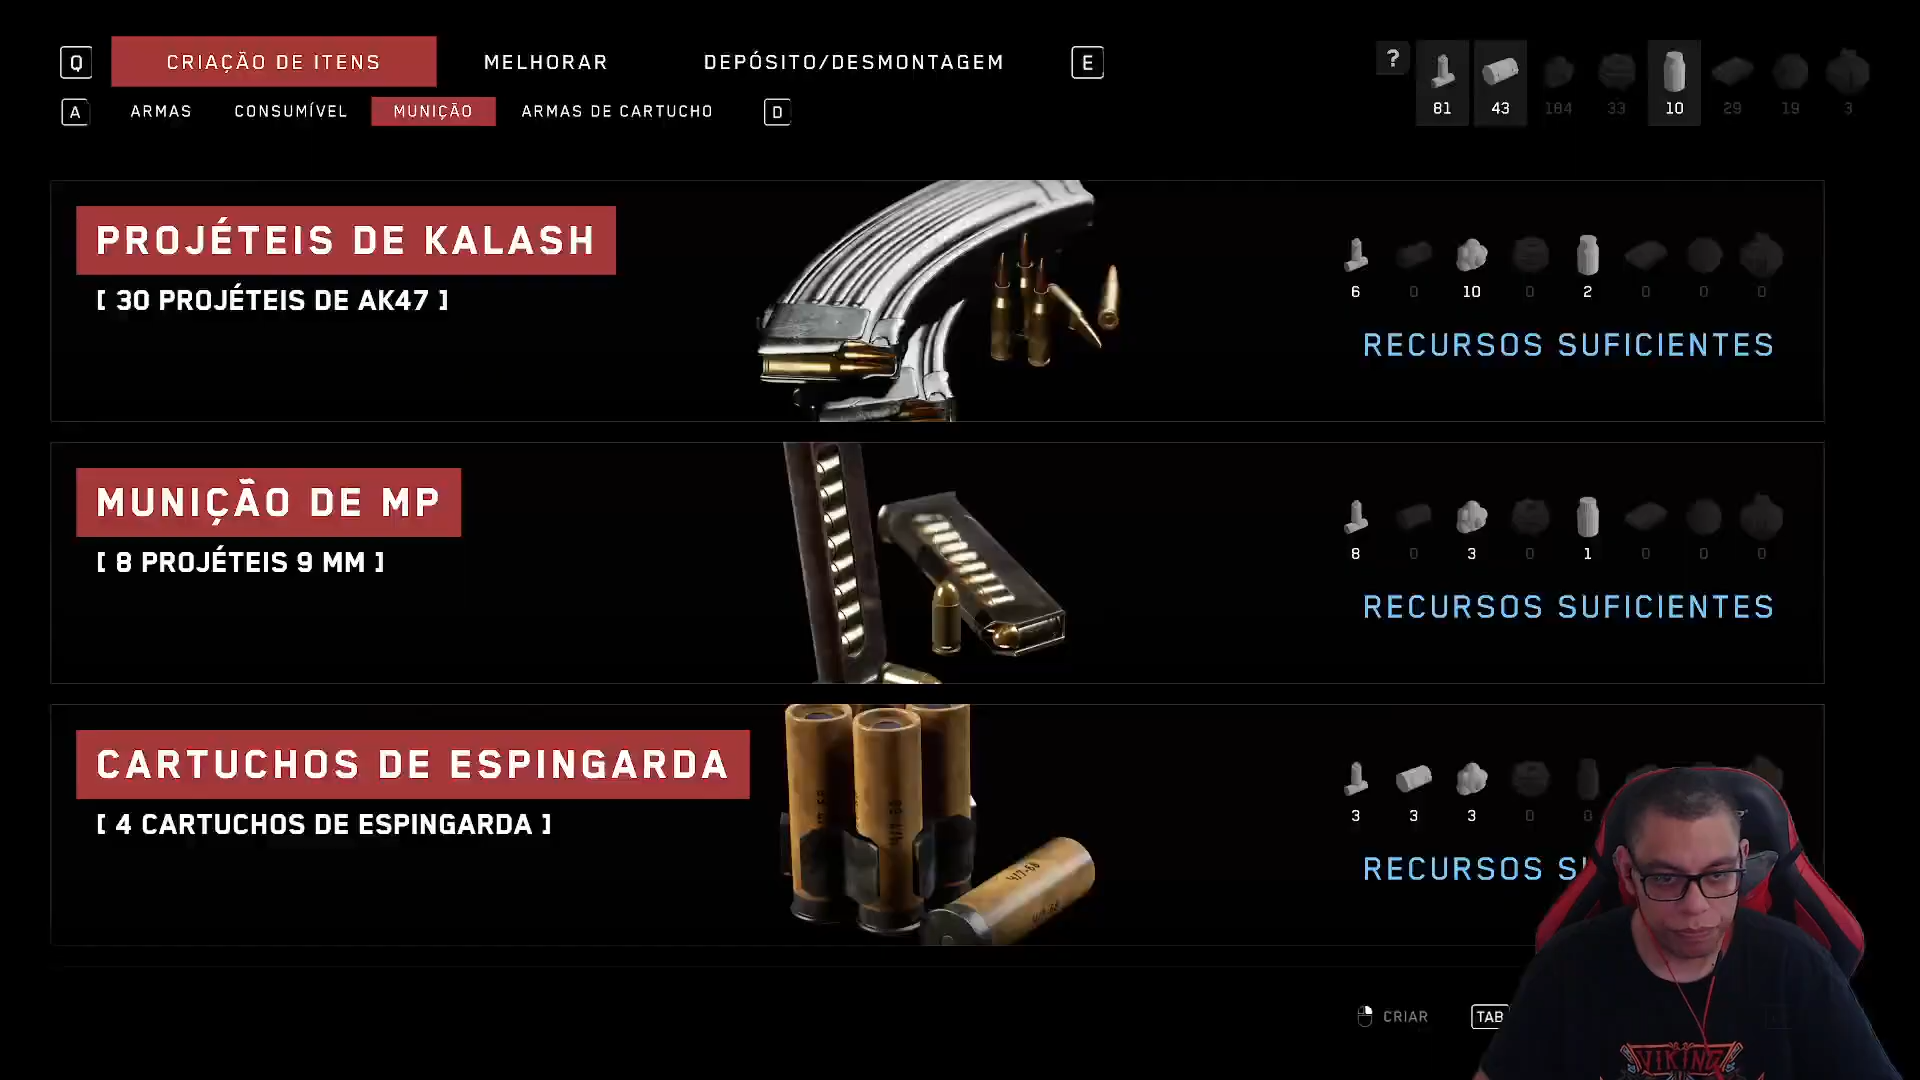 Q CRIAÇÃO DE ITENS MELHORAR DEPÓSITO/DESMONTAGEM E
A ARMAS CONSUMÍVEL MUNIÇÃO ARMAS DE CARTUCHO D
?
81 43 184 33 10 29 19 3
PROJÉTEIS DE KALASH
[ 30 PROJÉTEIS DE AK47 ]
6 0 10 0 2 0 0 0
RECURSOS SUFICIENTES
MUNIÇÃO DE MP
[ 8 PROJÉTEIS 9 MM ]
8 0 3 0 1 0 0 0
RECURSOS SUFICIENTES
CARTUCHOS DE ESPINGARDA
[ 4 CARTUCHOS DE ESPINGARDA ]
3 3 3 0 0
RECURSOS
CRIAR TAB
VIKING